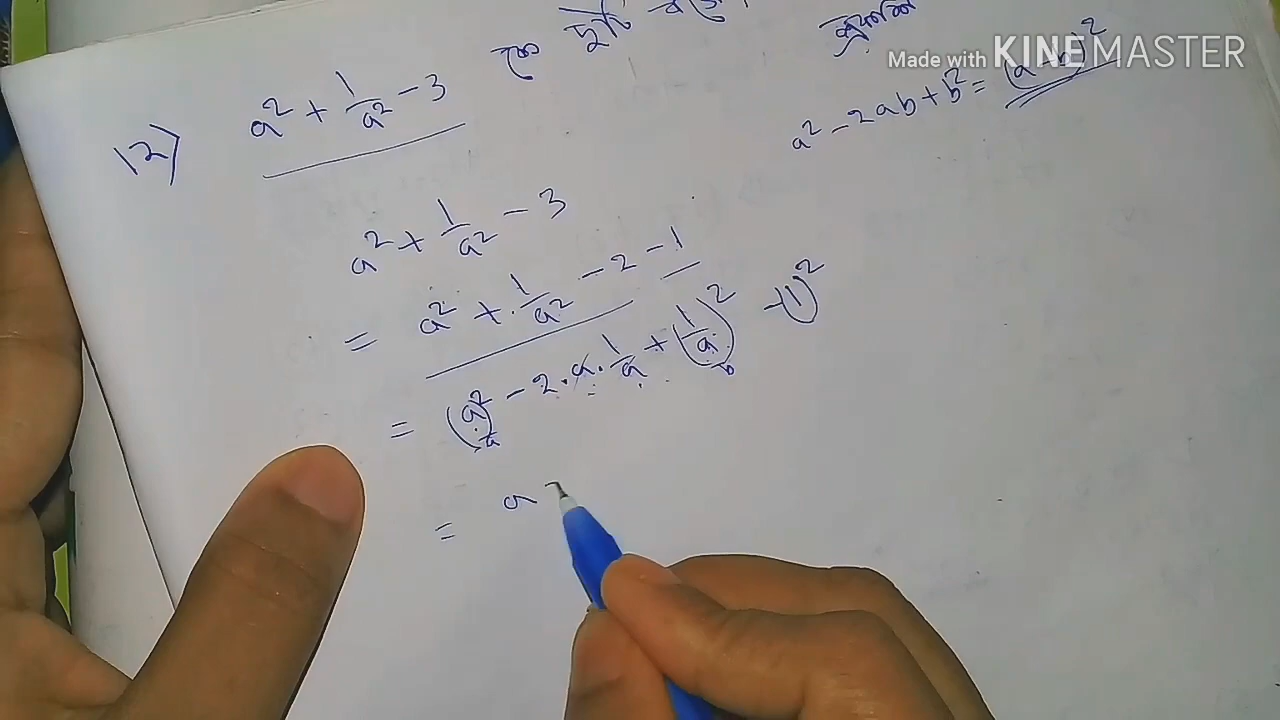 কে
Made with KINEMASTER
12) a² + 1/a² - 3
a² - 2ab + b² = (a - b)²
a² + 1/a² - 3
= a² + 1/a² - 2 - 1
= (a)² - 2 · a · 1/a + (1/a)² - (1)²
a b
= a -